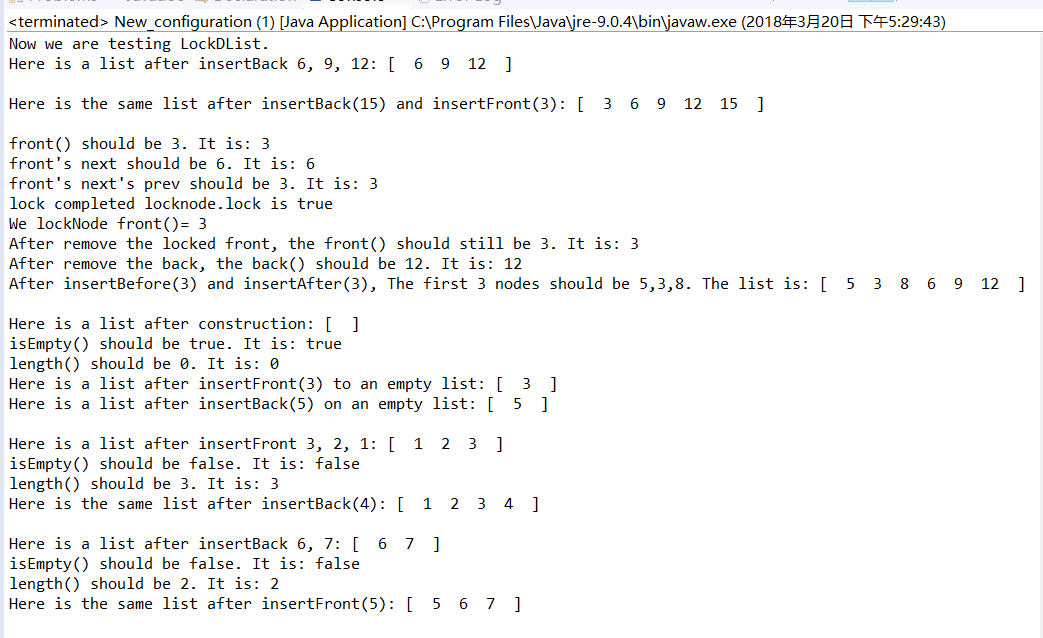 <terminated> New_configuration (1) [Java Application] C:\Program Files\Java\jre-9.0.4\bin\javaw.exe (2018年3月20日 下午5:29:43)
Now we are testing LockDList.
Here is a list after insertBack 6, 9, 12: [  6  9  12  ]
Here is the same list after insertBack(15) and insertFront(3): [  3  6  9  12  15  ]
front() should be 3. It is: 3
front's next should be 6. It is: 6
front's next's prev should be 3. It is: 3
lock completed locknode.lock is true
We lockNode front()= 3
After remove the locked front, the front() should still be 3. It is: 3
After remove the back, the back() should be 12. It is: 12
After insertBefore(3) and insertAfter(3), The first 3 nodes should be 5,3,8. The list is: [  5  3  8  6  9  12  ]
Here is a list after construction: [  ]
isEmpty() should be true. It is: true
length() should be 0. It is: 0
Here is a list after insertFront(3) to an empty list: [  3  ]
Here is a list after insertBack(5) on an empty list: [  5  ]
Here is a list after insertFront 3, 2, 1: [  1  2  3  ]
isEmpty() should be false. It is: false
length() should be 3. It is: 3
Here is the same list after insertBack(4): [  1  2  3  4  ]
Here is a list after insertBack 6, 7: [  6  7  ]
isEmpty() should be false. It is: false
length() should be 2. It is: 2
Here is the same list after insertFront(5): [  5  6  7  ]